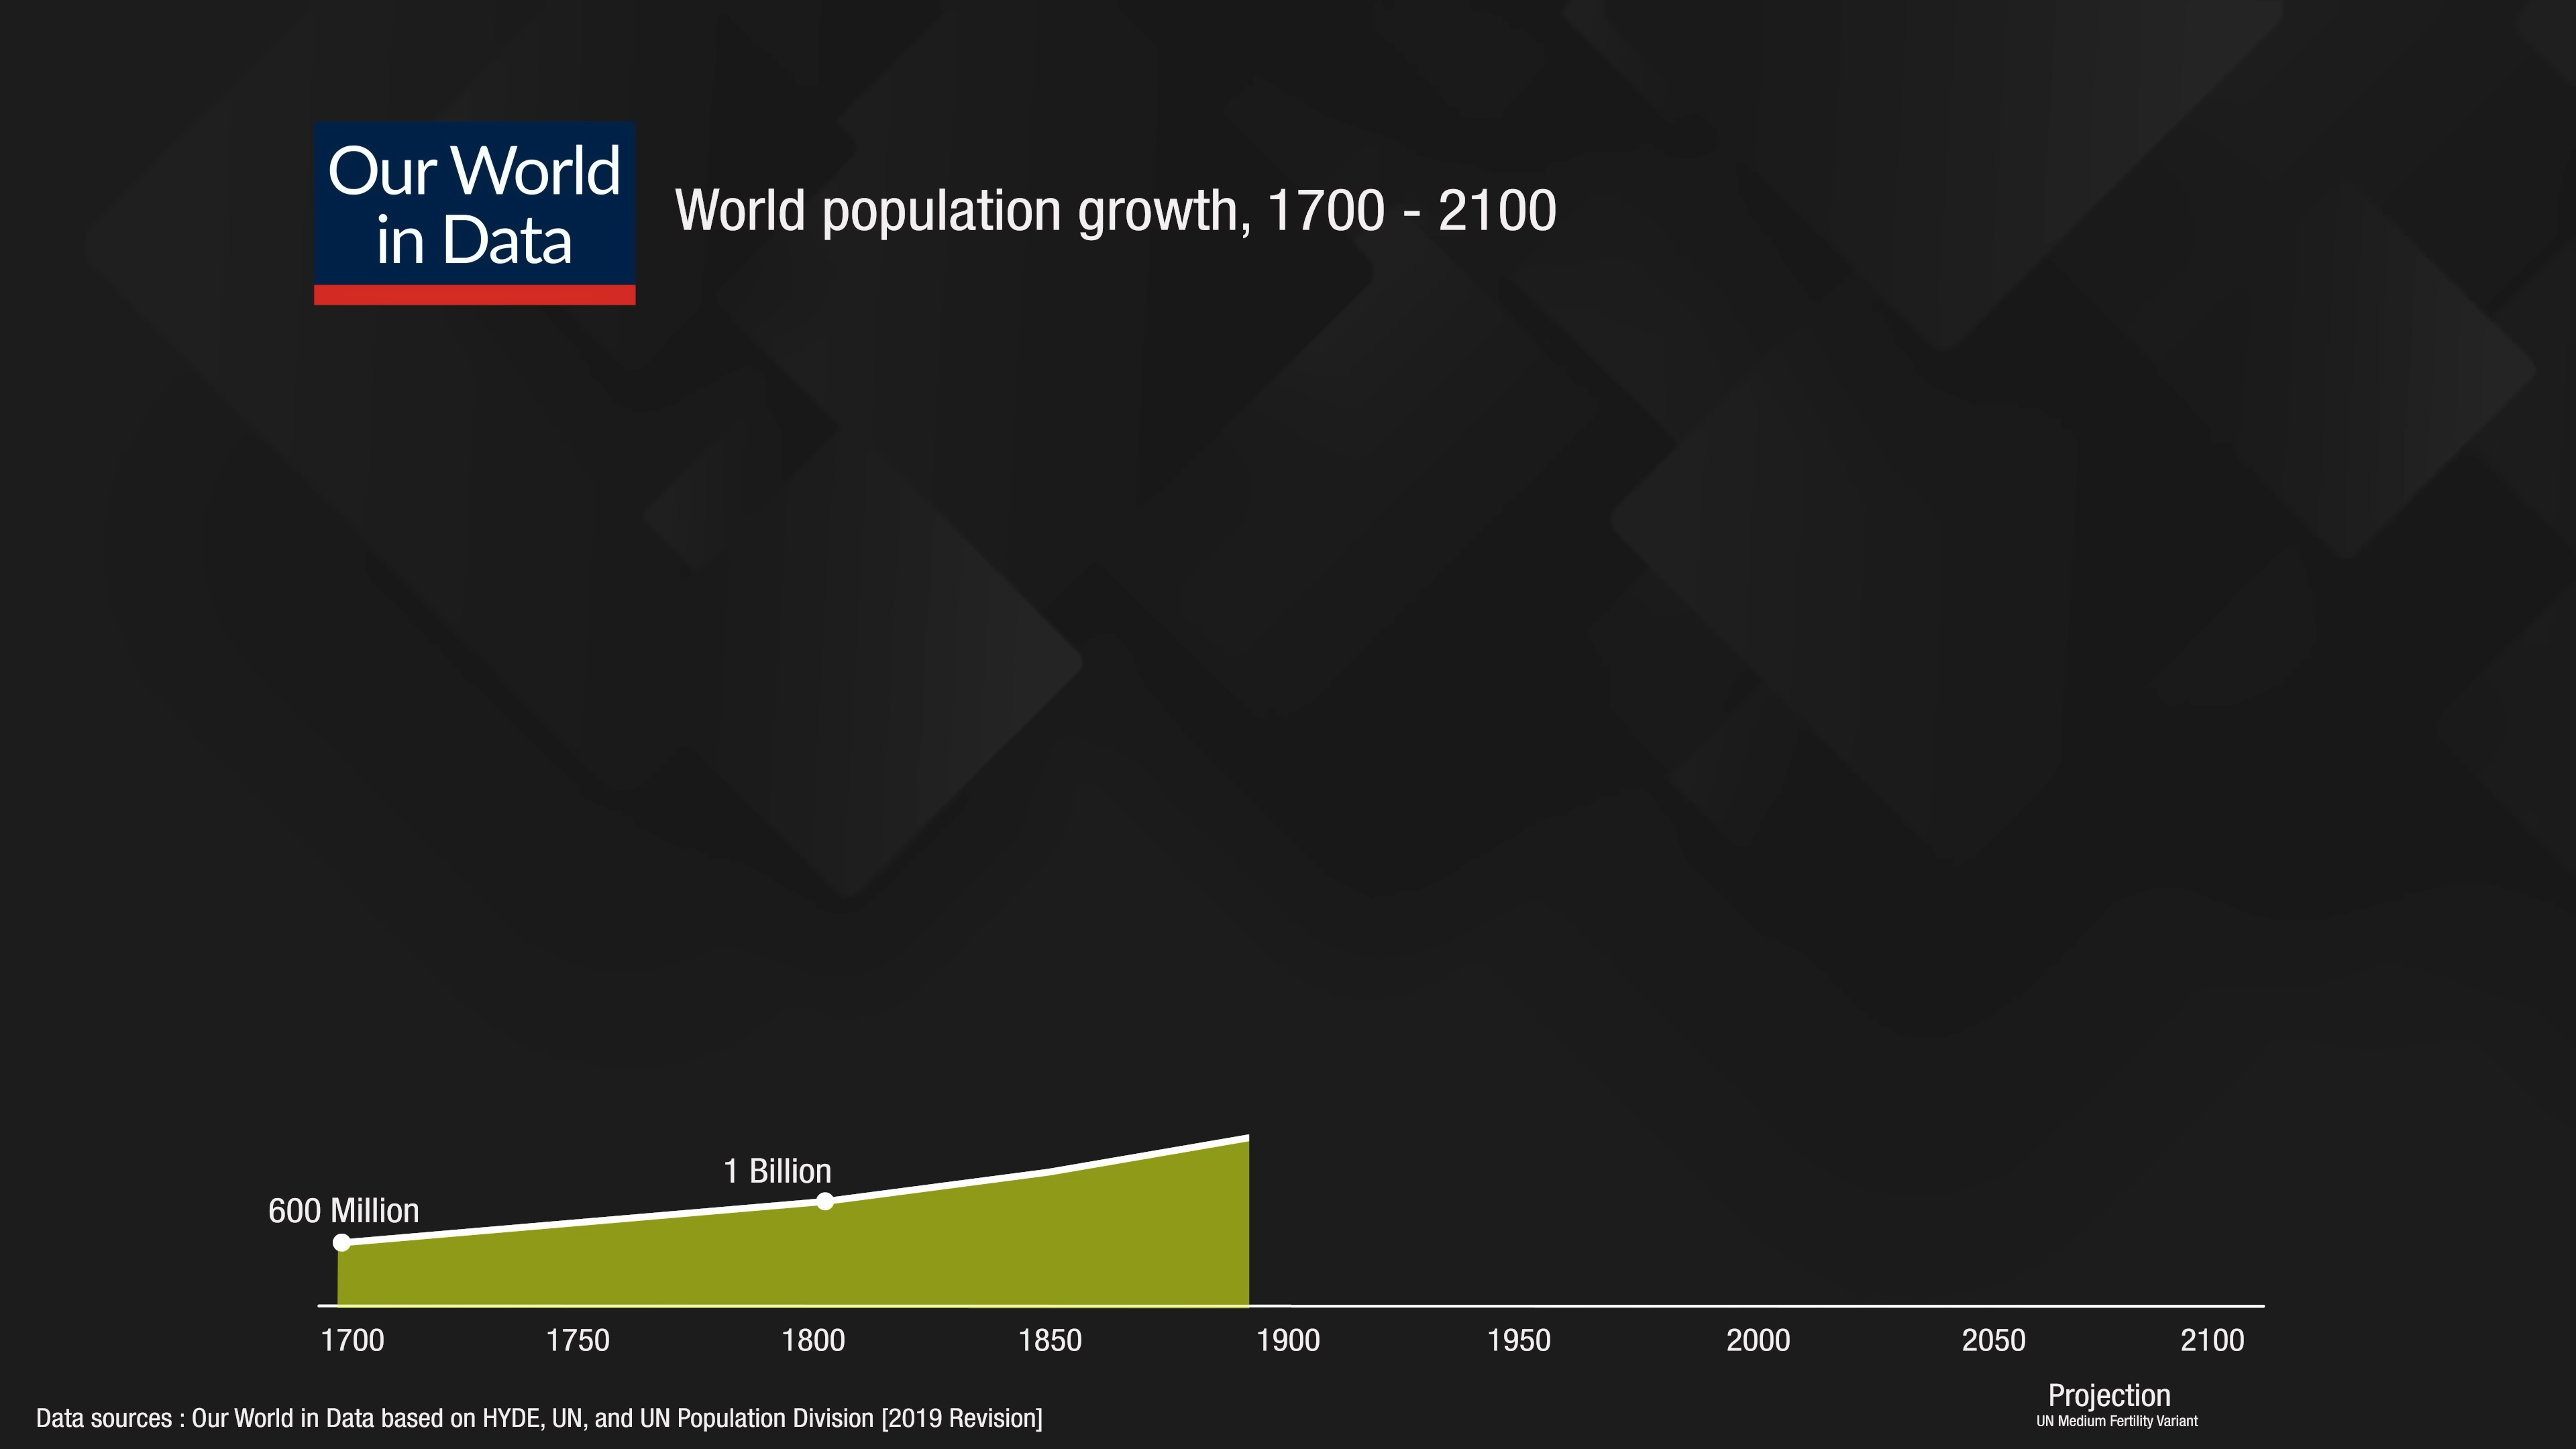 Our World
in Data
World population growth, 1700 - 2100
1 Billion
600 Million
1700 1750 1800 1850 1900 1950 2000 2050 2100
Projection
UN Medium Fertility Variant
Data sources : Our World in Data based on HYDE, UN, and UN Population Division [2019 Revision]